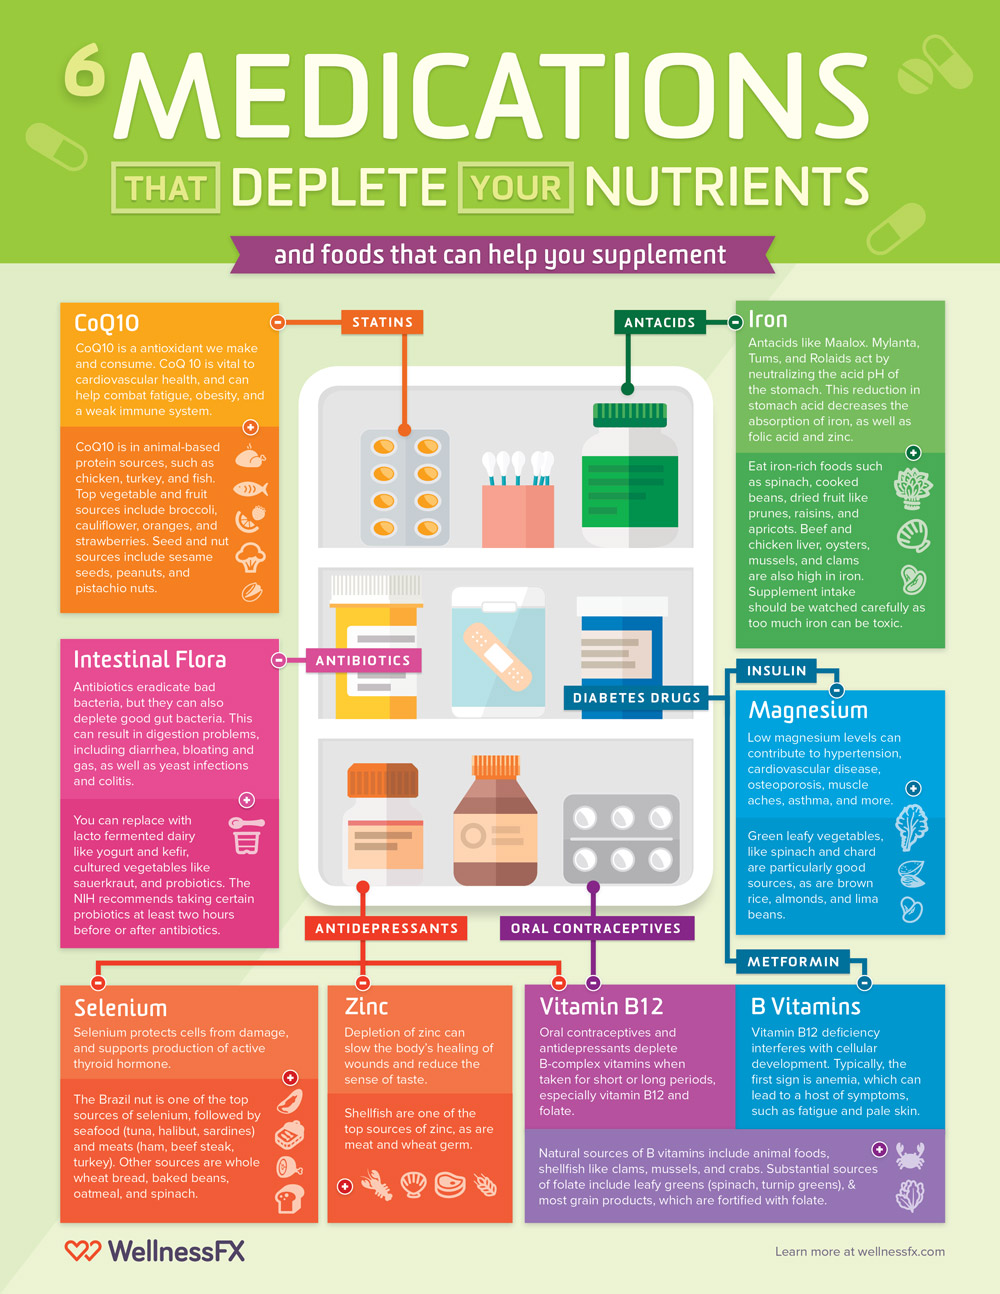 6 MEDICATIONS
THAT DEPLETE YOUR NUTRIENTS
and foods that can help you supplement
CoQ10
CoQ10 is a antioxidant we make
and consume. CoQ 10 is vital to
cardiovascular health, and can
help combat fatigue, obesity, and
a weak immune system.
CoQ10 is in animal-based
protein sources, such as
chicken, turkey, and fish.
Top vegetable and fruit
sources include broccoli,
cauliflower, oranges, and
strawberries. Seed and nut
sources include sesame
seeds, peanuts, and
pistachio nuts.
STATINS
ANTACIDS
Iron
Antacids like Maalox. Mylanta,
Tums, and Rolaids act by
neutralizing the acid pH of
the stomach. This reduction in
stomach acid decreases the
absorption of iron, as well as
folic acid and zinc.
Eat iron-rich foods such
as spinach, cooked
beans, dried fruit like
prunes, raisins, and
apricots. Beef and
chicken liver, oysters,
mussels, and clams
are also high in iron.
Supplement intake
should be watched carefully as
too much iron can be toxic.
Intestinal Flora
Antibiotics eradicate bad
bacteria, but they can also
deplete good gut bacteria. This
can result in digestion problems,
including diarrhea, bloating and
gas, as well as yeast infections
and colitis.
You can replace with
lacto fermented dairy
like yogurt and kefir,
cultured vegetables like
sauerkraut, and probiotics. The
NIH recommends taking certain
probiotics at least two hours
before or after antibiotics.
ANTIBIOTICS
DIABETES DRUGS
INSULIN
Magnesium
Low magnesium levels can
contribute to hypertension,
cardiovascular disease,
osteoporosis, muscle
aches, asthma, and more.
Green leafy vegetables,
like spinach and chard
are particularly good
sources, as are brown
rice, almonds, and lima
beans.
ANTIDEPRESSANTS
ORAL CONTRACEPTIVES
METFORMIN
Selenium
Selenium protects cells from damage,
and supports production of active
thyroid hormone.
The Brazil nut is one of the top
sources of selenium, followed by
seafood (tuna, halibut, sardines)
and meats (ham, beef steak,
turkey). Other sources are whole
wheat bread, baked beans,
oatmeal, and spinach.
Zinc
Depletion of zinc can
slow the body's healing of
wounds and reduce the
sense of taste.
Shellfish are one of the
top sources of zinc, as are
meat and wheat germ.
Vitamin B12
Oral contraceptives and
antidepressants deplete
B-complex vitamins when
taken for short or long periods,
especially vitamin B12 and
folate.
B Vitamins
Vitamin B12 deficiency
interferes with cellular
development. Typically, the
first sign is anemia, which can
lead to a host of symptoms,
such as fatigue and pale skin.
Natural sources of B vitamins include animal foods,
shellfish like clams, mussels, and crabs. Substantial sources
of folate include leafy greens (spinach, turnip greens), &
most grain products, which are fortified with folate.
WellnessFX
Learn more at wellnessfx.com